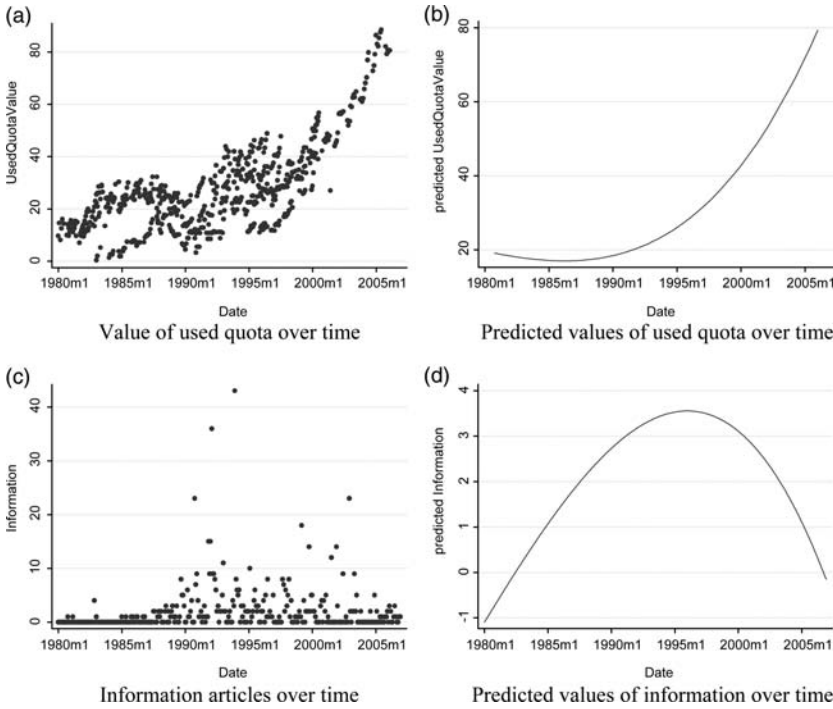 (a)
UsedQuotaValue
80
60
40
20
0
1980m1 1985m1 1990m1 1995m1 2000m1 2005m1
Date
Value of used quota over time
(b)
predicted UsedQuotaValue
80
60
40
20
1980m1 1985m1 1990m1 1995m1 2000m1 2005m1
Date
Predicted values of used quota over time
(c)
Information
40
30
20
10
0
1980m1 1985m1 1990m1 1995m1 2000m1 2005m1
Date
Information articles over time
(d)
predicted Information
4
3
2
1
0
-1
1980m1 1985m1 1990m1 1995m1 2000m1 2005m1
Date
Predicted values of information over time